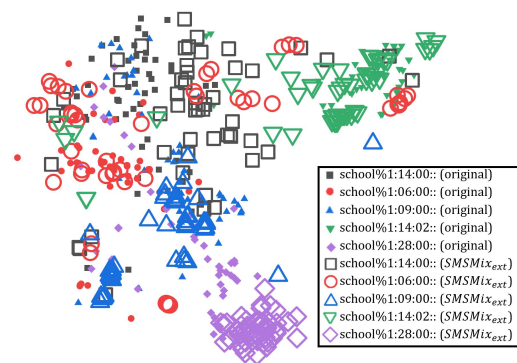 school%1:14:00:: (original)
school%1:06:00:: (original)
school%1:09:00:: (original)
school%1:14:02:: (original)
school%1:28:00:: (original)
school%1:14:00:: (SMSMix_ext)
school%1:06:00:: (SMSMix_ext)
school%1:09:00:: (SMSMix_ext)
school%1:14:02:: (SMSMix_ext)
school%1:28:00:: (SMSMix_ext)